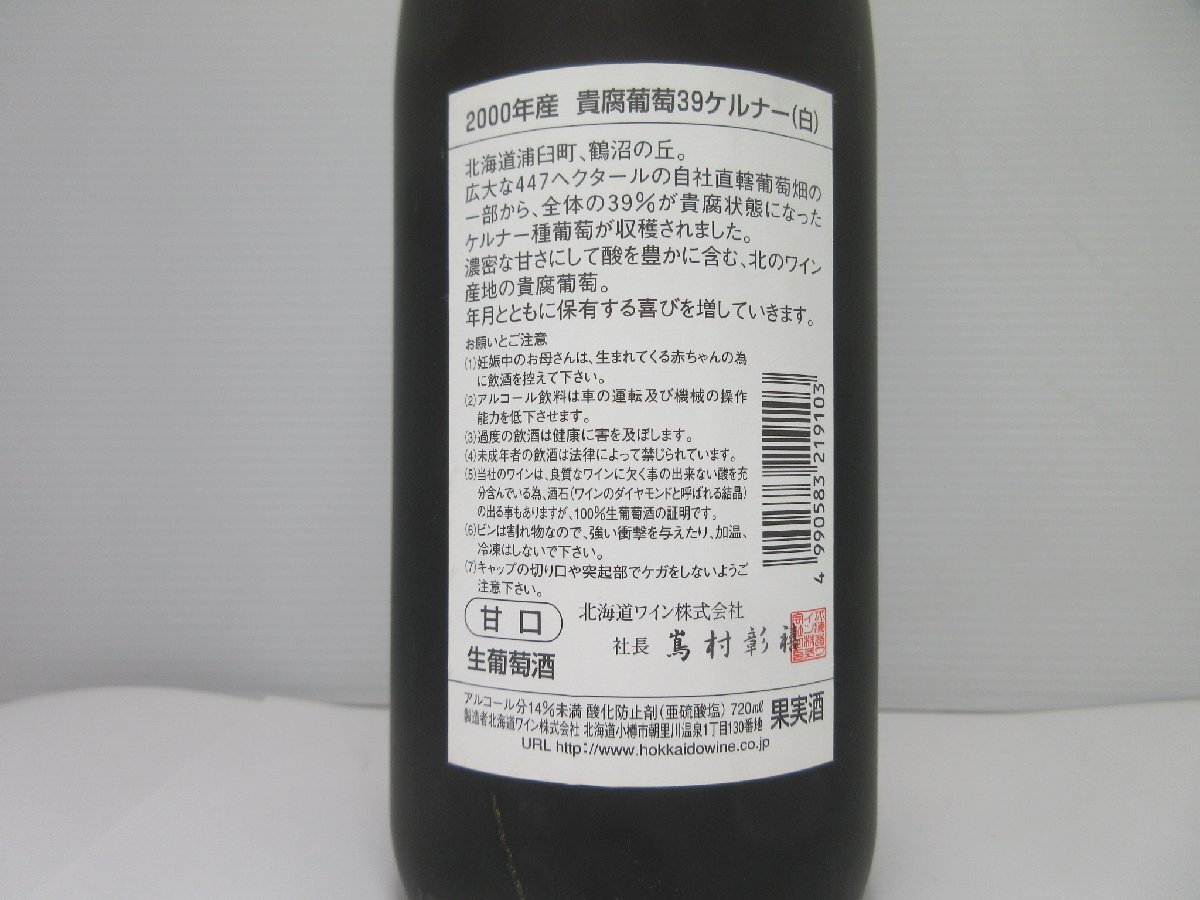 2000年産 貴腐葡萄39ケルナー(白)
北海道浦臼町、鶴沼の丘。
広大な447ヘクタールの自社直轄葡萄畑の
一部から、全体の39%が貴腐状態になった
ケルナー種葡萄が収穫されました。
濃密な甘さにして酸を豊かに含む、北のワイン
産地の貴腐葡萄。
年月とともに保有する喜びを増していきます。
お願いとご注意
(1)妊娠中のお母さんは、生まれてくる赤ちゃんの為
に飲酒を控えて下さい。
(2)アルコール飲料は車の運転及び機械の操作
能力を低下させます。
(3)過度の飲酒は健康に害を及ぼします。
(4)未成年者の飲酒は法律によって禁じられています。
(5)当社のワインは、良質なワインに欠く事の出来ない酸を充
分含んでいる為、酒石(ワインのダイヤモンドと呼ばれる結晶)
の出る事もありますが、100%生葡萄酒の証明です。
(6)ビンは割れ物なので、強い衝撃を与えたり、加温、
冷凍はしないで下さい。
(7)キャップの切り口や突起部でケガをしないようご
注意下さい。
4 990583 219103
甘口
北海道ワイン株式会社
社長 嶌村彰禧
生葡萄酒
アルコール分14%未満 酸化防止剤(亜硫酸塩) 720mℓ
果実酒
製造者北海道ワイン株式会社 北海道小樽市朝里川温泉1丁目130番地
URL http://www.hokkaidowine.co.jp